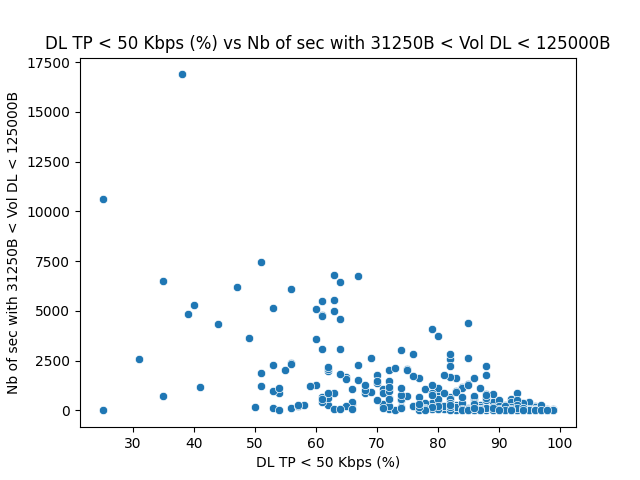 DL TP < 50 Kbps (%) vs Nb of sec with 31250B < Vol DL < 125000B
17500
15000
12500
10000
7500
5000
2500
0
Nb of sec with 31250B < Vol DL < 125000B
30 40 50 60 70 80 90 100
DL TP < 50 Kbps (%)